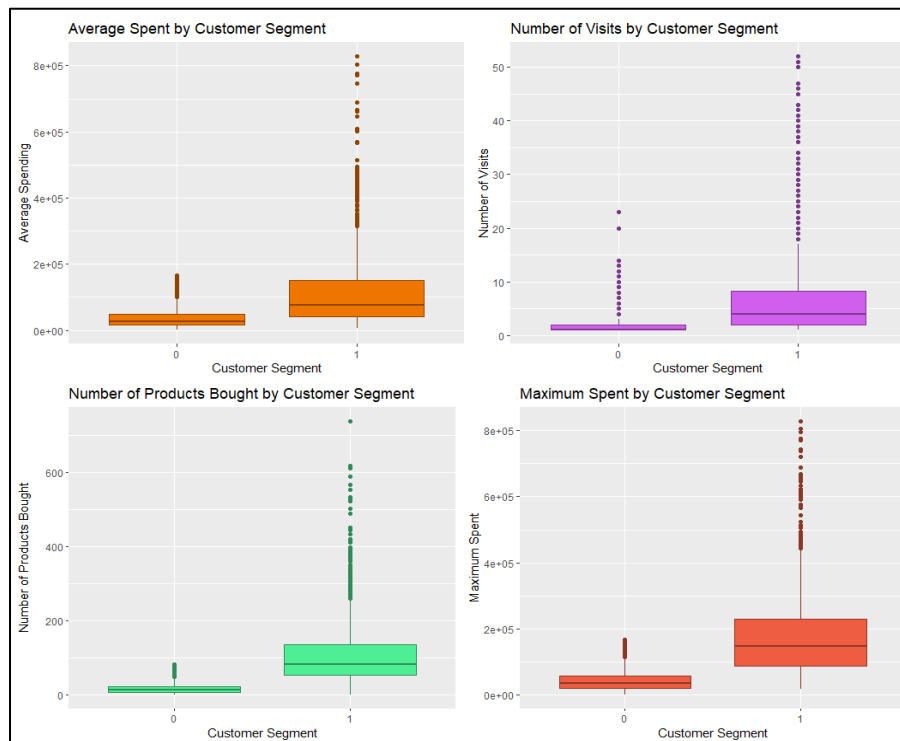 Average Spent by Customer Segment
8e+05
6e+05
4e+05
2e+05
0e+00
Average Spending
0 1
Customer Segment
Number of Visits by Customer Segment
50
40
30
20
10
0
Number of Visits
0 1
Customer Segment
Number of Products Bought by Customer Segment
600
400
200
0
Number of Products Bought
0 1
Customer Segment
Maximum Spent by Customer Segment
8e+05
6e+05
4e+05
2e+05
0e+00
Maximum Spent
0 1
Customer Segment